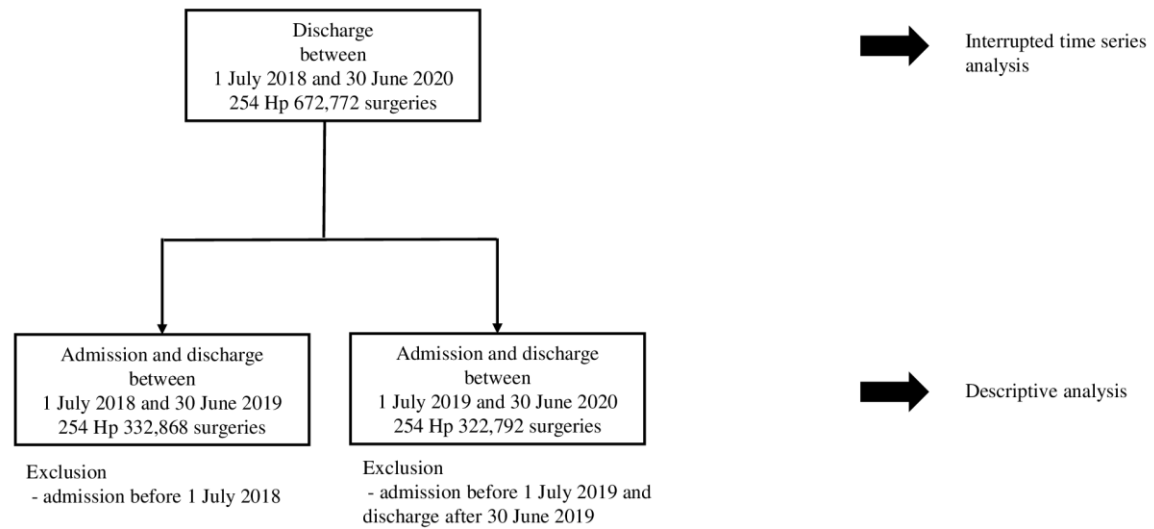 Discharge
between
1 July 2018 and 30 June 2020
254 Hp 672,772 surgeries
Interrupted time series
analysis
Admission and discharge
between
1 July 2018 and 30 June 2019
254 Hp 332,868 surgeries
Exclusion
- admission before 1 July 2018
Admission and discharge
between
1 July 2019 and 30 June 2020
254 Hp 322,792 surgeries
Exclusion
- admission before 1 July 2019 and
discharge after 30 June 2019
Descriptive analysis